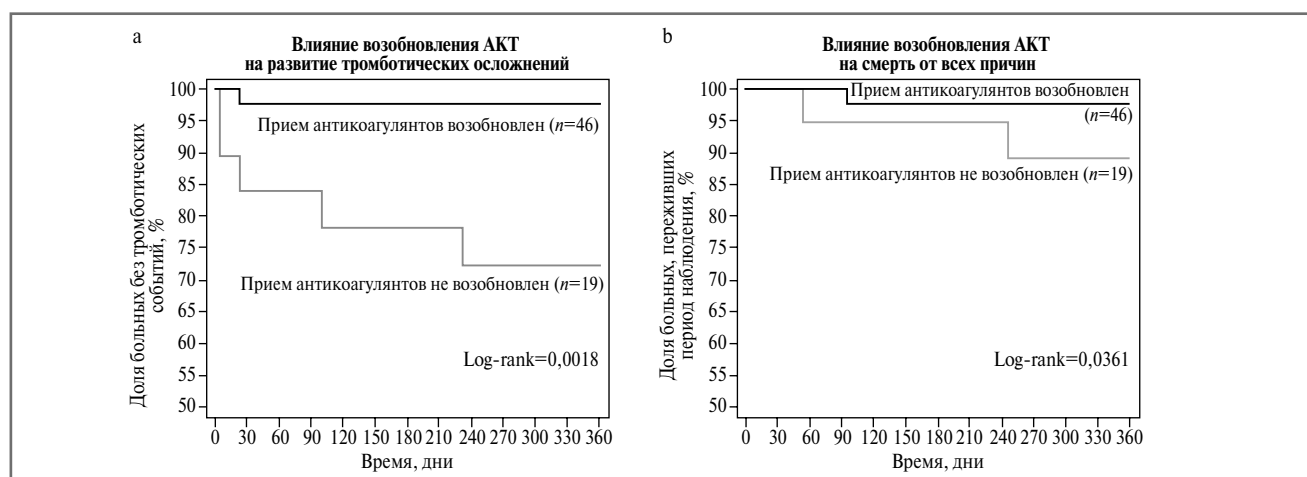 a
Влияние возобновления АКТ
на развитие тромботических осложнений
Доля больных без тромботических
событий, %
100
95
90
85
80
75
70
65
60
55
50
Прием антикоагулянтов возобновлен (n=46)
Прием антикоагулянтов не возобновлен (n=19)
Log-rank=0,0018
0 30 60 90 120 150 180 210 240 270 300 330 360
Время, дни
b
Влияние возобновления АКТ
на смерть от всех причин
Доля больных, переживших
период наблюдения, %
100
95
90
85
80
75
70
65
60
55
50
Прием антикоагулянтов возобновлен
(n=46)
Прием антикоагулянтов не возобновлен (n=19)
Log-rank=0,0361
0 30 60 90 120 150 180 210 240 270 300 330 360
Время, дни